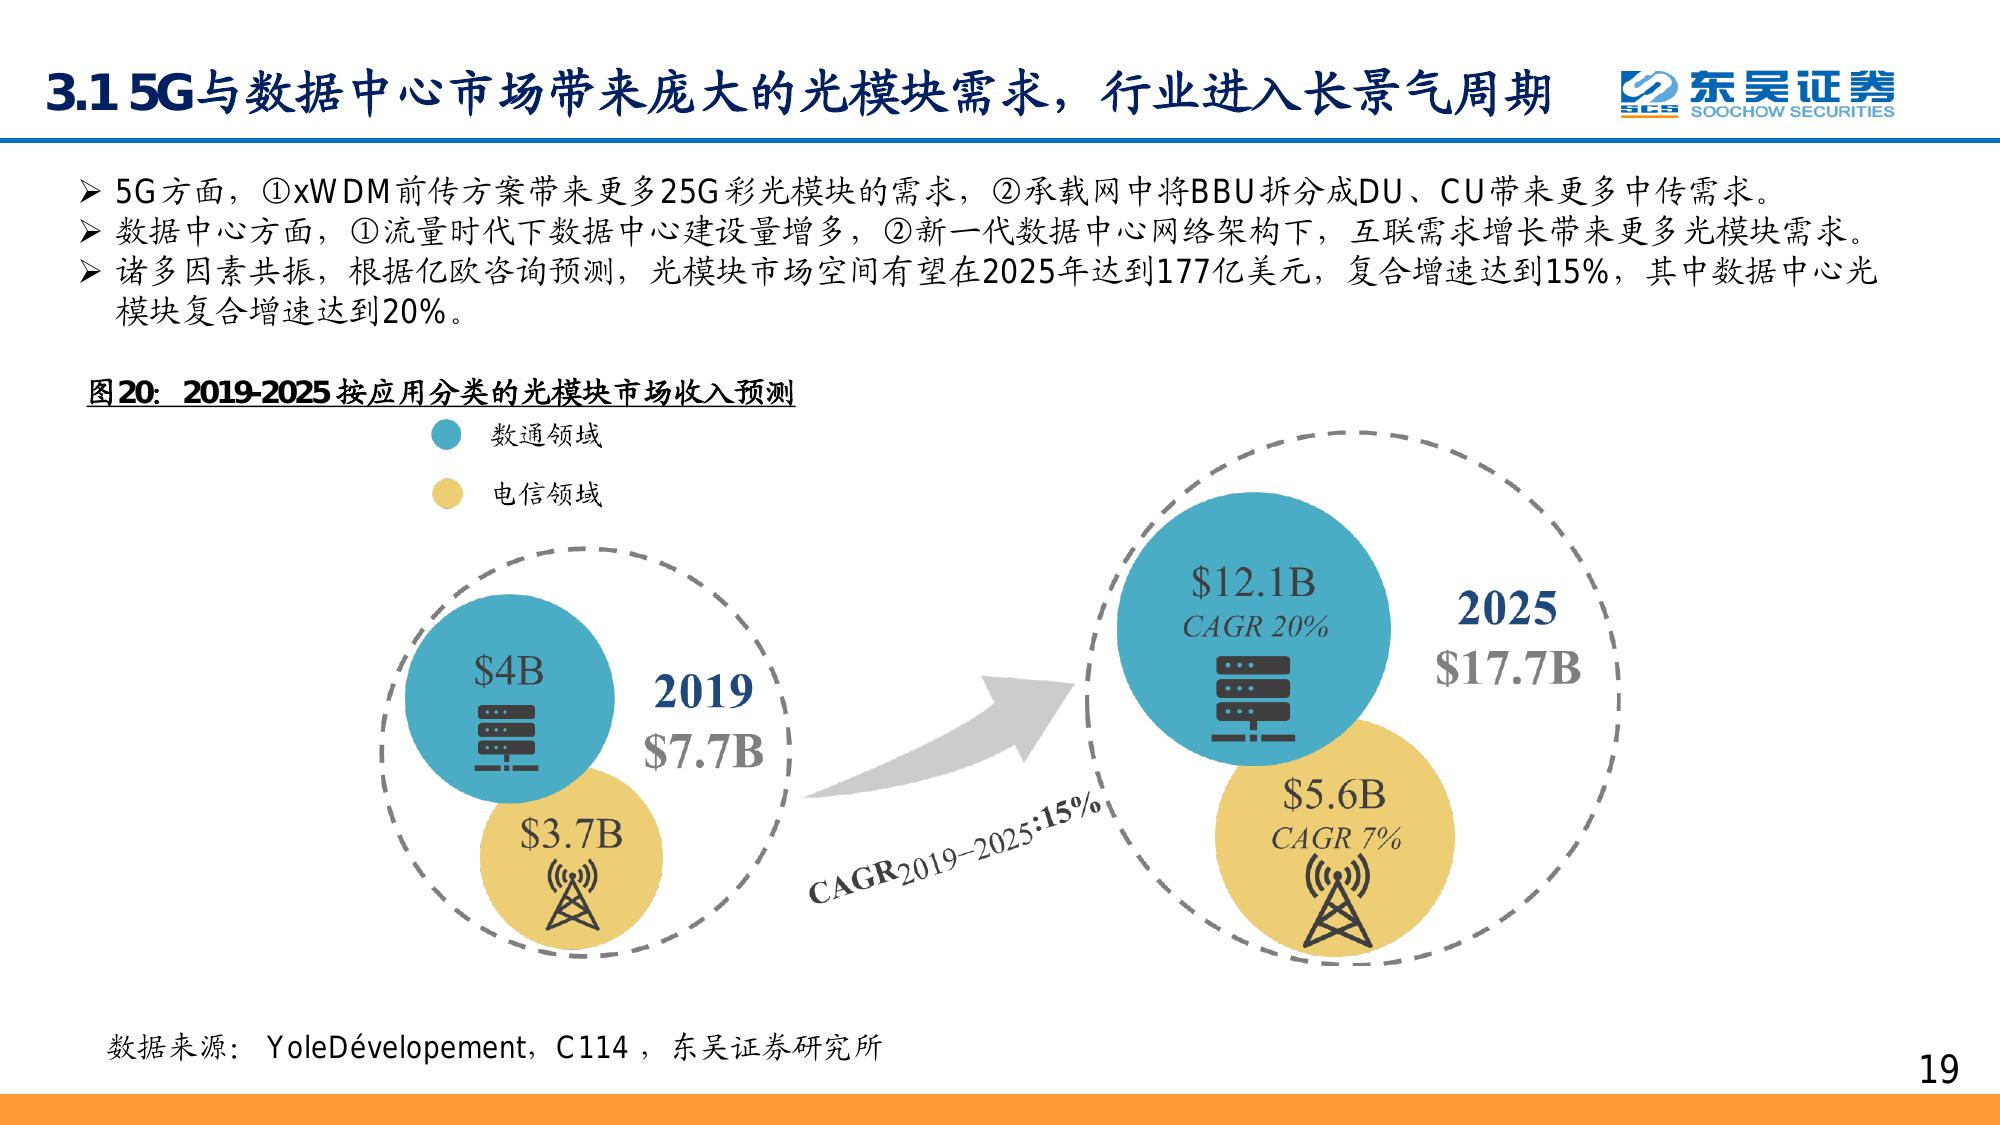 3.1 5G与数据中心市场带来庞大的光模块需求，行业进入长景气周期
SCS
东吴证券
SOOCHOW SECURITIES
➢ 5G方面，①xWDM前传方案带来更多25G彩光模块的需求，②承载网中将BBU拆分成DU、CU带来更多中传需求。
➢ 数据中心方面，①流量时代下数据中心建设量增多，②新一代数据中心网络架构下，互联需求增长带来更多光模块需求。
➢ 诸多因素共振，根据亿欧咨询预测，光模块市场空间有望在2025年达到177亿美元，复合增速达到15%，其中数据中心光
模块复合增速达到20%。
图20：2019-2025按应用分类的光模块市场收入预测
数通领域
电信领域
$4B
2019
$7.7B
$3.7B
CAGR2019–2025:15%
$12.1B
CAGR 20%
2025
$17.7B
$5.6B
CAGR 7%
数据来源： YoleDévelopement，C114 ，东吴证券研究所
19